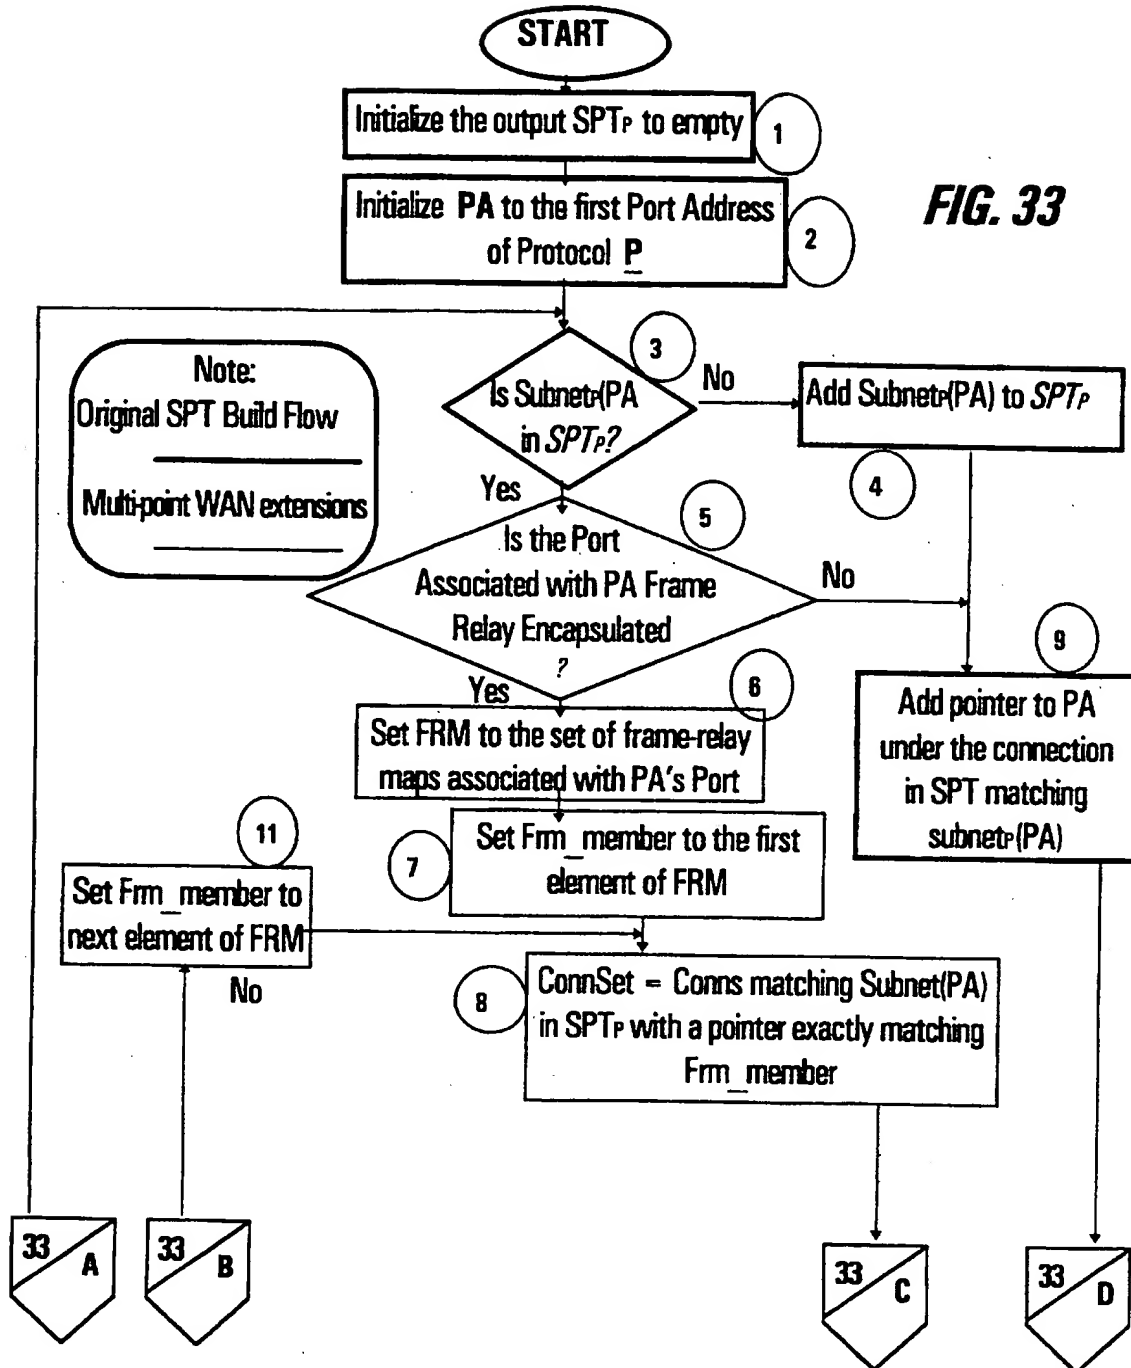 START
Initialize the output SPTP to empty
1
Initialize PA to the first Port Address
of Protocol P
2
FIG. 33
3
Is SubnetP(PA
in SPTP?
No
Add SubnetP(PA) to SPTP
4
Note:
Original SPT Build Flow
Multi-point WAN extensions
Yes
5
Is the Port
Associated with PA Frame
Relay Encapsulated
?
No
Yes
6
Set FRM to the set of frame-relay
maps associated with PA's Port
9
Add pointer to PA
under the connection
in SPT matching
subnetP(PA)
7
Set Frm_member to the first
element of FRM
11
Set Frm_member to
next element of FRM
No
8
ConnSet = Conns matching Subnet(PA)
in SPTP with a pointer exactly matching
Frm_member
33 A
33 B
33 C
33 D